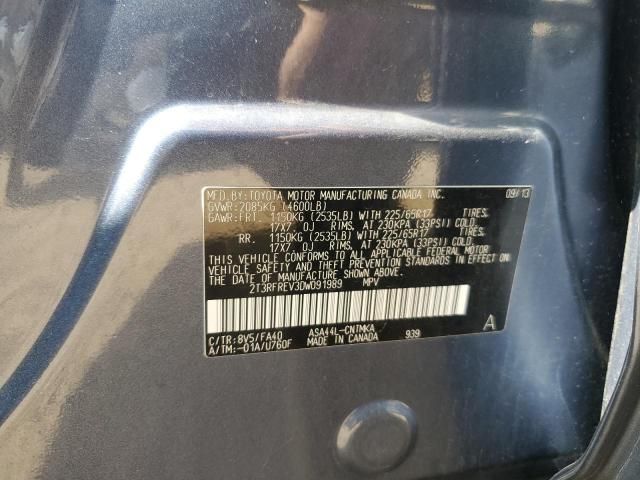 MFD. BY: TOYOTA MOTOR MANUFACTURING CANADA INC. 09/13
GVWR: 2085KG (4600LB)
GAWR: FRT. 1150KG (2535LB) WITH 225/65R17 TIRES,
17X7. 0J RIMS, AT 230KPA (33PSI) COLD.
RR. 1150KG (2535LB) WITH 225/65R17 TIRES,
17X7. 0J RIMS, AT 230KPA (33PSI) COLD.
THIS VEHICLE CONFORMS TO ALL APPLICABLE FEDERAL MOTOR
VEHICLE SAFETY AND BUMPER STANDARDS IN EFFECT ON
THE DATE OF MANUFACTURE SHOWN ABOVE.
2T3RFREV3DW091989 MPV
C/TR: 8V5/FA40 ASA44L-CNTMKA 939 A
A/TM: -01A/U760F MADE IN CANADA